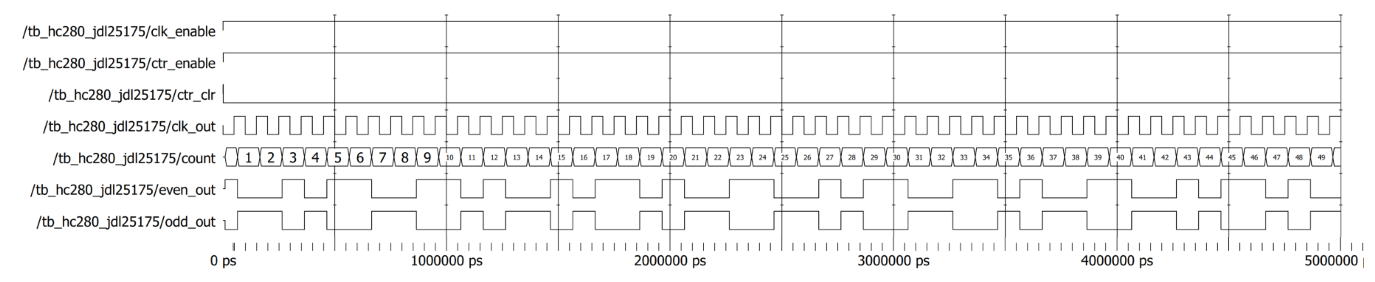 /tb_hc280_jdl25175/clk_enable
/tb_hc280_jdl25175/ctr_enable
/tb_hc280_jdl25175/ctr_clr
/tb_hc280_jdl25175/clk_out
/tb_hc280_jdl25175/count 1 2 3 4 5 6 7 8 9 10 11 12 13 14 15 16 17 18 19 20 21 22 23 24 25 26 27 28 29 30 31 32 33 34 35 36 37 38 39 40 41 42 43 44 45 46 47 48 49
/tb_hc280_jdl25175/even_out
/tb_hc280_jdl25175/odd_out
0 ps 1000000 ps 2000000 ps 3000000 ps 4000000 ps 5000000